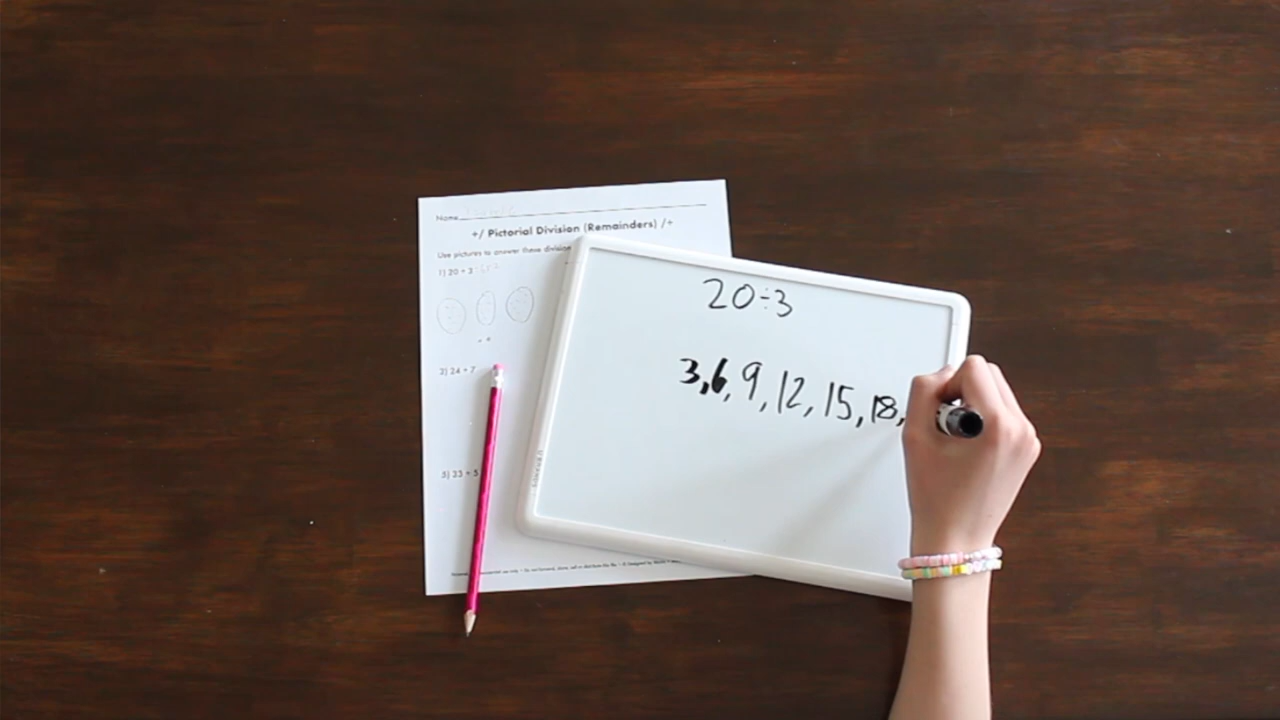 Name
÷/ Pictorial Division (Remainders) /÷
Use pictures to answer these division
1) 20 ÷ 3
3) 24 ÷ 7
5) 33 ÷ 5
20÷3
3,6,9,12,15,18,